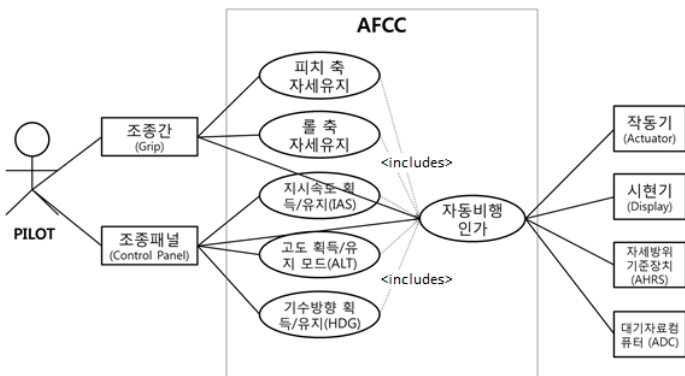 AFCC
피치 축
자세유지
롤 축
자세유지
<includes>
지시속도 획
득/유지(IAS)
고도 획득/유
지 모드(ALT)
<includes>
기수방향 획
득/유지(HDG)
자동비행
인가
조종간
(Grip)
조종패널
(Control Panel)
PILOT
작동기
(Actuator)
시현기
(Display)
자세방위
기준장치
(AHRS)
대기자료컴
퓨터 (ADC)